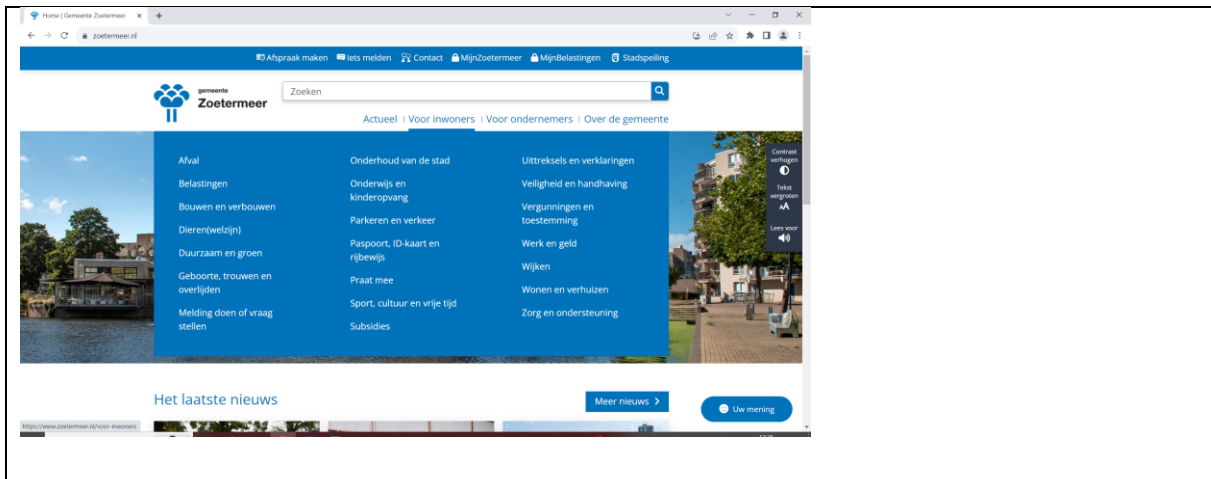 Home | Gemeente Zoetermeer
zoetermeer.nl
Afspraak maken Iets melden Contact MijnZoetermeer MijnBelastingen Stadspeiling
gemeente
Zoetermeer
Zoeken
Actueel Voor inwoners Voor ondernemers Over de gemeente
Afval
Belastingen
Bouwen en verbouwen
Dieren(welzijn)
Duurzaam en groen
Geboorte, trouwen en
overlijden
Melding doen of vraag
stellen
Onderhoud van de stad
Onderwijs en
kinderopvang
Parkeren en verkeer
Paspoort, ID-kaart en
rijbewijs
Praat mee
Sport, cultuur en vrije tijd
Subsidies
Uittreksels en verklaringen
Veiligheid en handhaving
Vergunningen en
toestemming
Werk en geld
Wijken
Wonen en verhuizen
Zorg en ondersteuning
Contrast
verhogen
Tekst
vergroten
AA
Lees voor
Het laatste nieuws
Meer nieuws
Uw mening
https://www.zoetermeer.nl/voor-inwoners